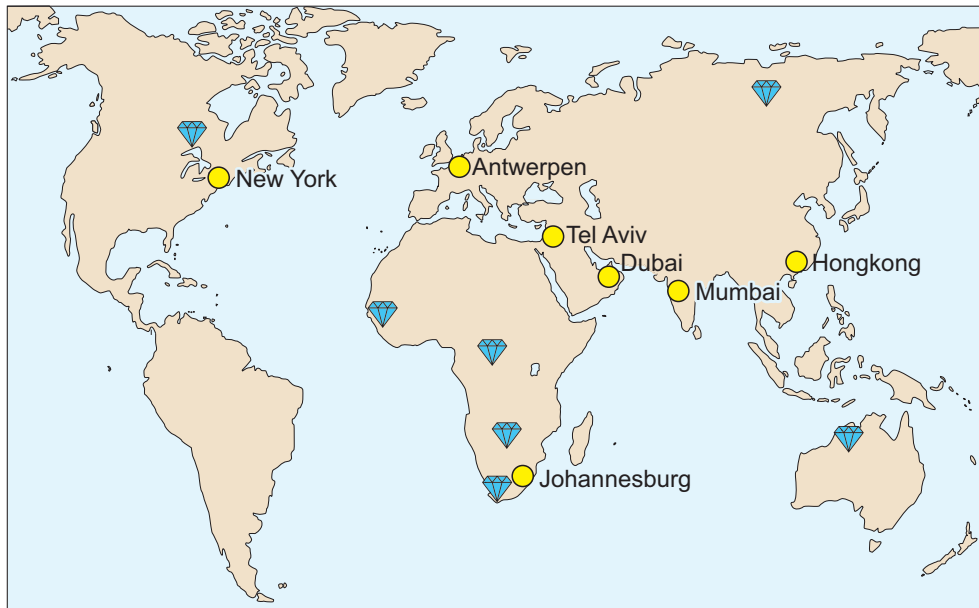 Antwerpen
New York
Tel Aviv
Dubai
Hongkong
Mumbai
Johannesburg